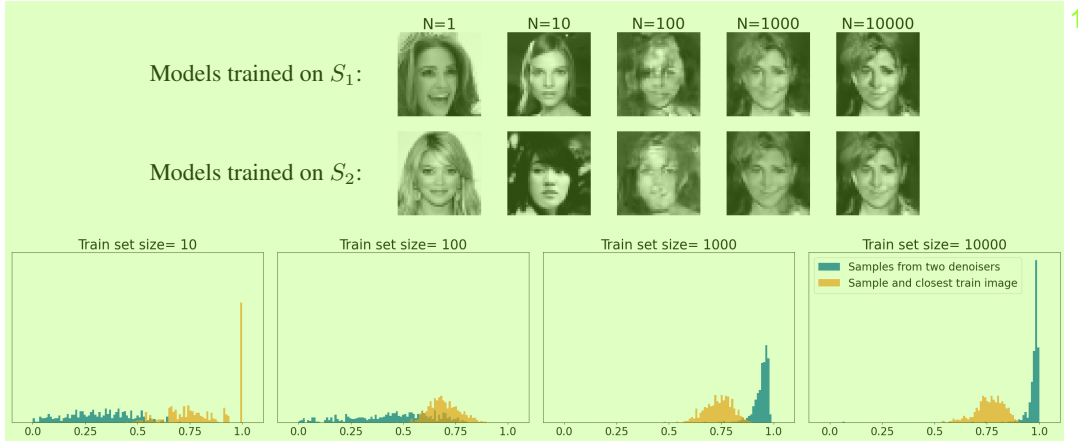 N=1 N=10 N=100 N=1000 N=10000
Models trained on S1:
Models trained on S2:
Train set size= 10 Train set size= 100 Train set size= 1000 Train set size= 10000
Samples from two denoisers
Sample and closest train image
0.0 0.25 0.5 0.75 1.0 0.0 0.25 0.5 0.75 1.0 0.0 0.25 0.5 0.75 1.0 0.0 0.25 0.5 0.75 1.0